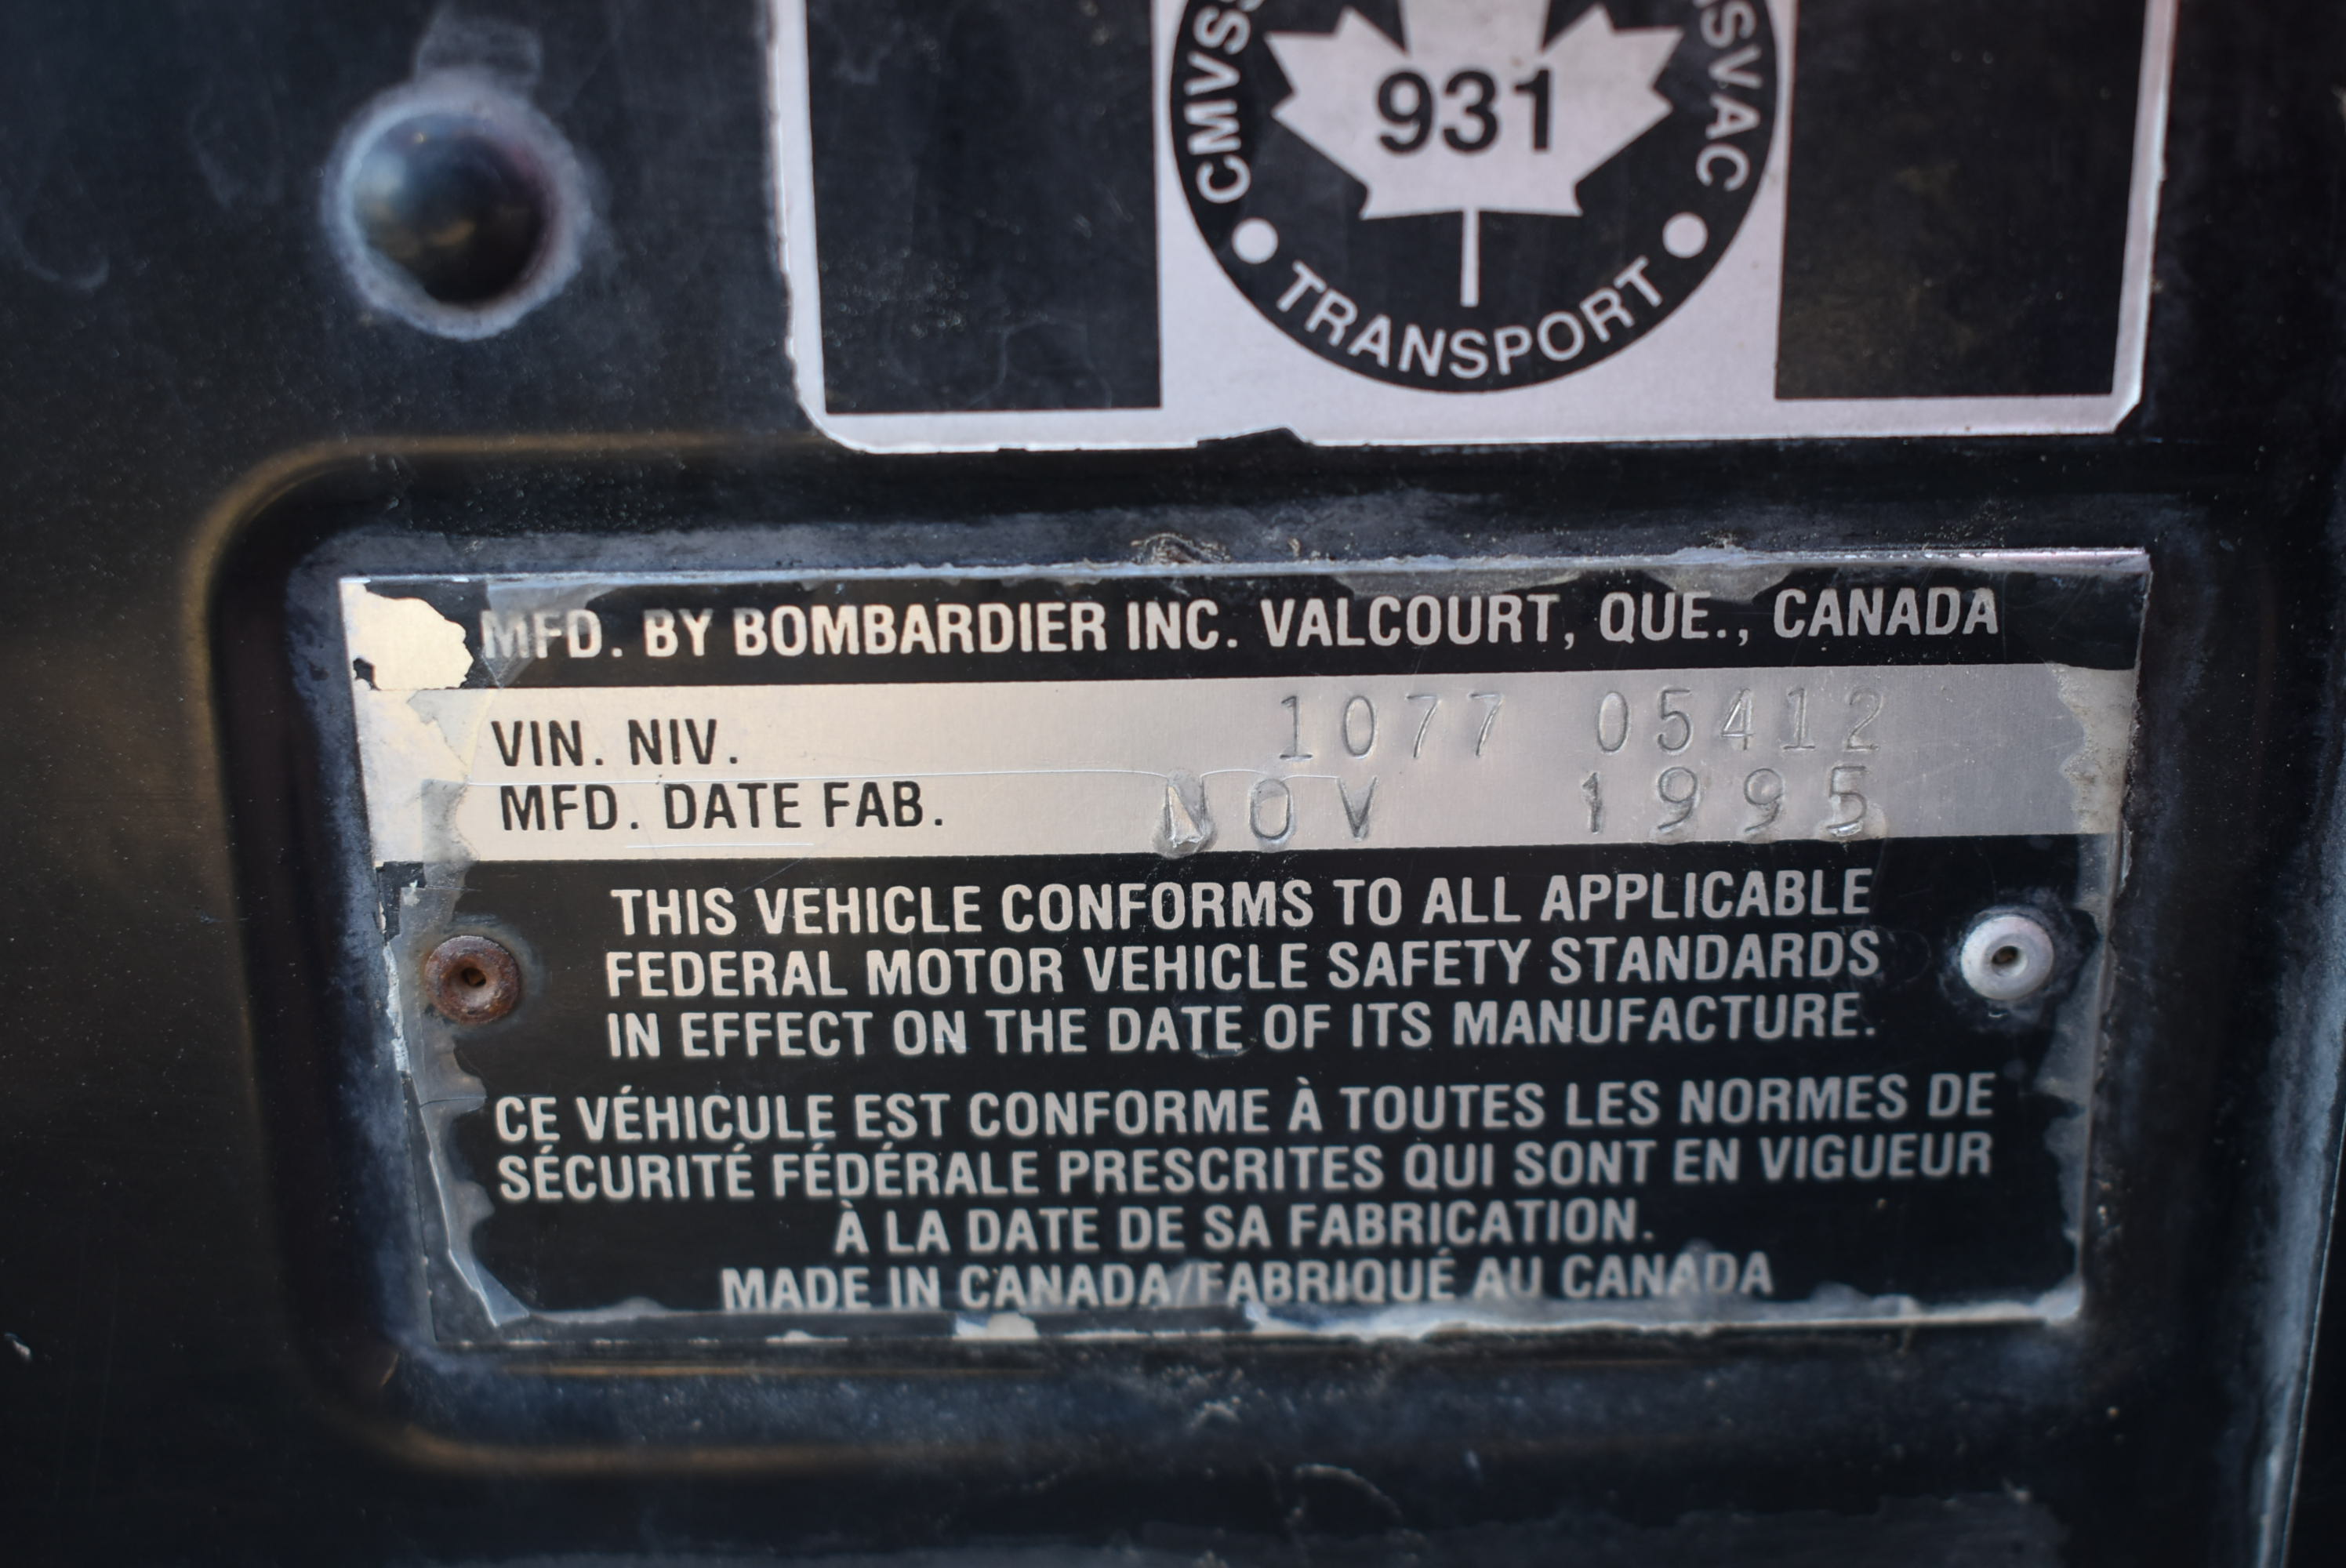 CMVSS
931
SVAC
TRANSPORT
MFD. BY BOMBARDIER INC. VALCOURT, QUE., CANADA
VIN. NIV. 1077 05412
MFD. DATE FAB. NOV 1995
THIS VEHICLE CONFORMS TO ALL APPLICABLE
FEDERAL MOTOR VEHICLE SAFETY STANDARDS
IN EFFECT ON THE DATE OF ITS MANUFACTURE.
CE VÉHICULE EST CONFORME À TOUTES LES NORMES DE
SÉCURITÉ FÉDÉRALE PRESCRITES QUI SONT EN VIGUEUR
À LA DATE DE SA FABRICATION.
MADE IN CANADA/FABRIQUÉ AU CANADA